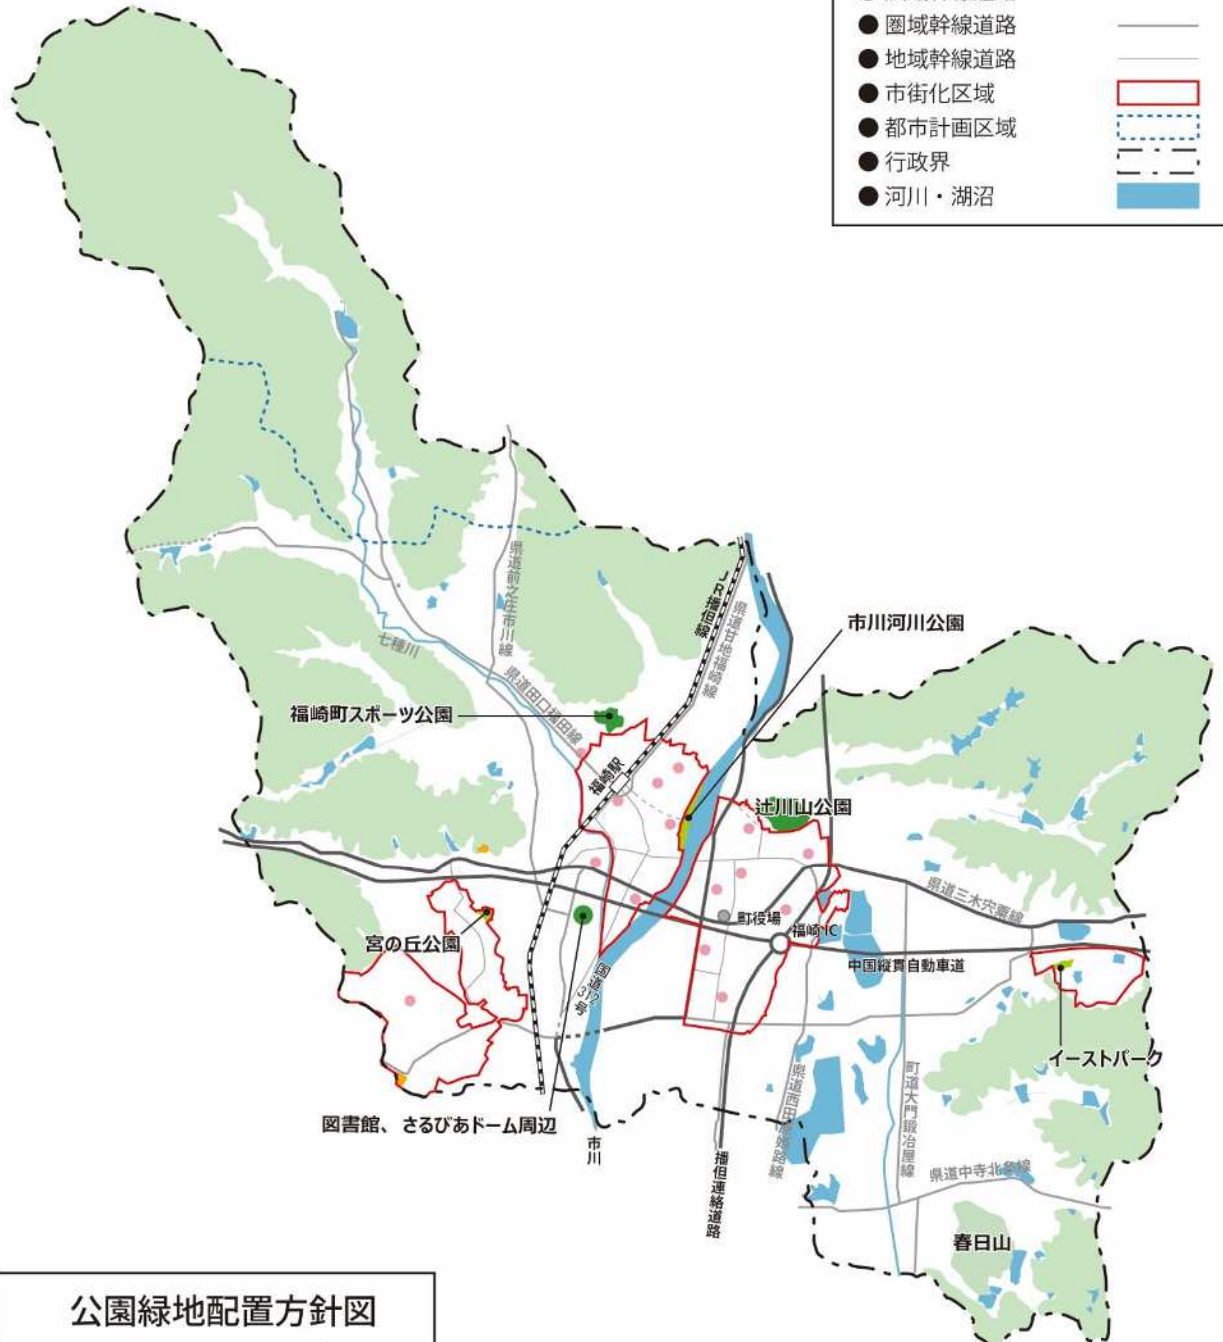 ● 圏域幹線道路
● 地域幹線道路
● 市街化区域
● 都市計画区域
● 行政界
● 河川・湖沼
県道前之庄市川線
JR播但線
県道甘地福崎線
市川河川公園
七種川
県道田口福田線
福崎町スポーツ公園
福崎駅
辻川山公園
県道三木宍粟線
町役場
福崎IC
宮の丘公園
中国縦貫自動車道
国道312号
イーストパーク
町道大門鍛冶屋線
図書館、さるびあドーム周辺
市川
播但連絡道路
県道中寺北条線
春日山
公園緑地配置方針図